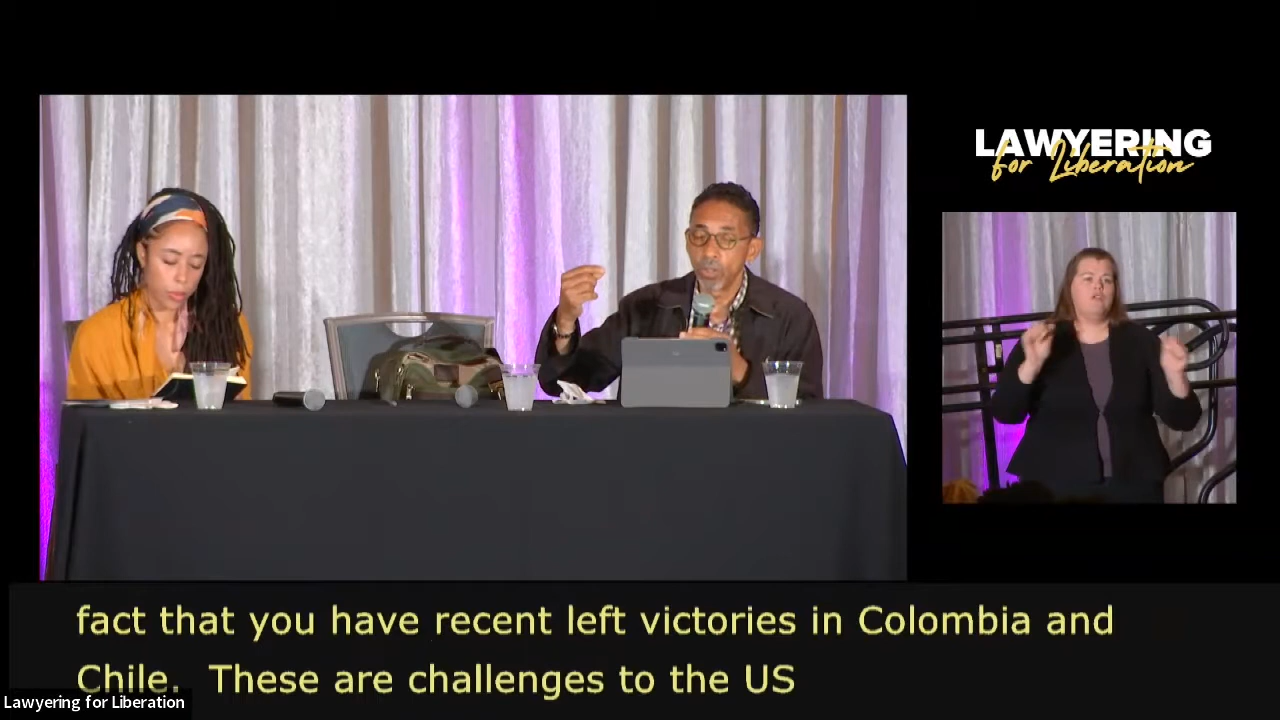 LAWYERING
for Liberation
fact that you have recent left victories in Colombia and
Chile.  These are challenges to the US
Lawyering for Liberation